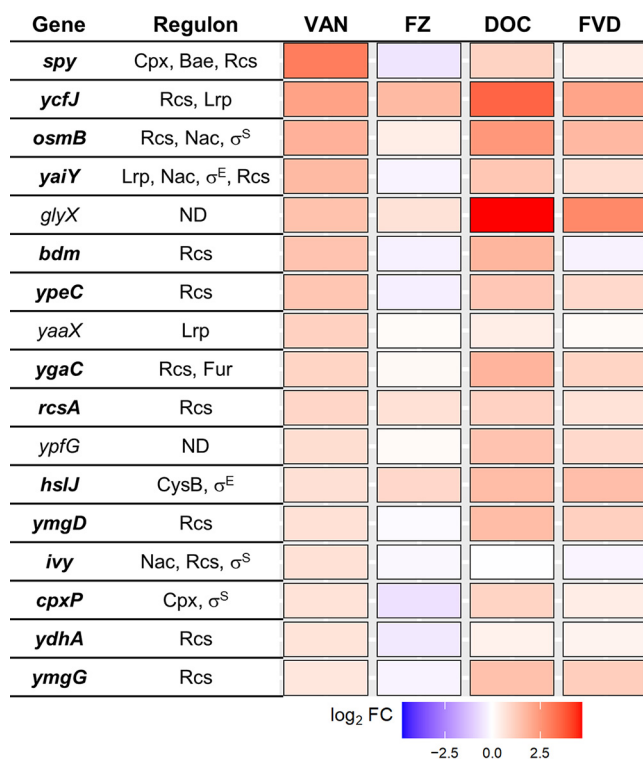 Gene Regulon VAN FZ DOC FVD
spy Cpx, Bae, Rcs
ycfJ Rcs, Lrp
osmB Rcs, Nac, σS
yaiY Lrp, Nac, σE, Rcs
glyX ND
bdm Rcs
ypeC Rcs
yaaX Lrp
ygaC Rcs, Fur
rcsA Rcs
ypfG ND
hslJ CysB, σE
ymgD Rcs
ivy Nac, Rcs, σS
cpxP Cpx, σS
ydhA Rcs
ymgG Rcs
log2 FC
−2.5 0.0 2.5